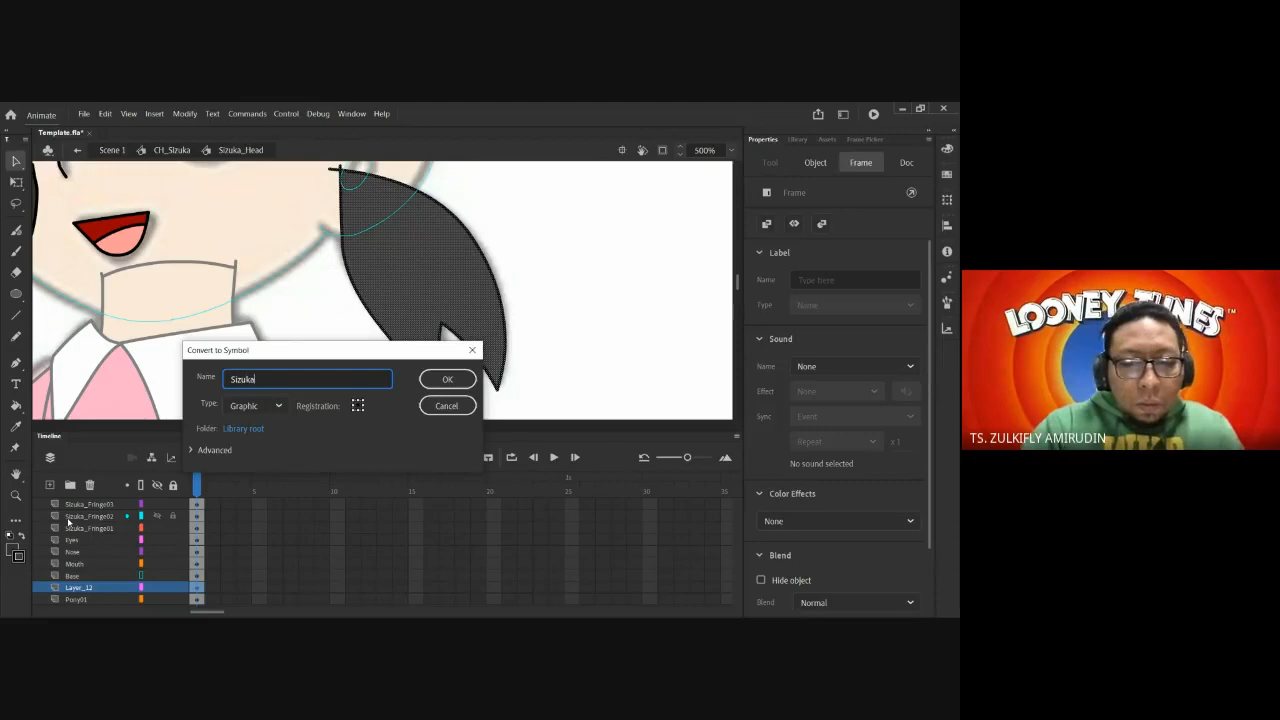 Animate File Edit View Insert Modify Text Commands Control Debug Window Help
Template.fla*
Scene 1 CH_Sizuka Sizuka_Head 500%
Properties Library Assets Frame Picker
Tool Object Frame Doc
Frame
Label
Name Type here
Type Name
Sound
Name None
Effect None
Sync Event
Repeat x 1
No sound selected
Color Effects
None
Blend
Hide object
Blend Normal
Convert to Symbol
Name Sizuka OK
Type: Graphic Registration: Cancel
Folder: Library root
Advanced
Timeline
1s
5 10 15 20 25 30 35
Sizuka_Fringe03
Sizuka_Fringe02
Sizuka_Fringe01
Eyes
Nose
Mouth
Base
Layer_12
Pony01
LOONEY TUNES™
TS. ZULKIFLY AMIRUDIN